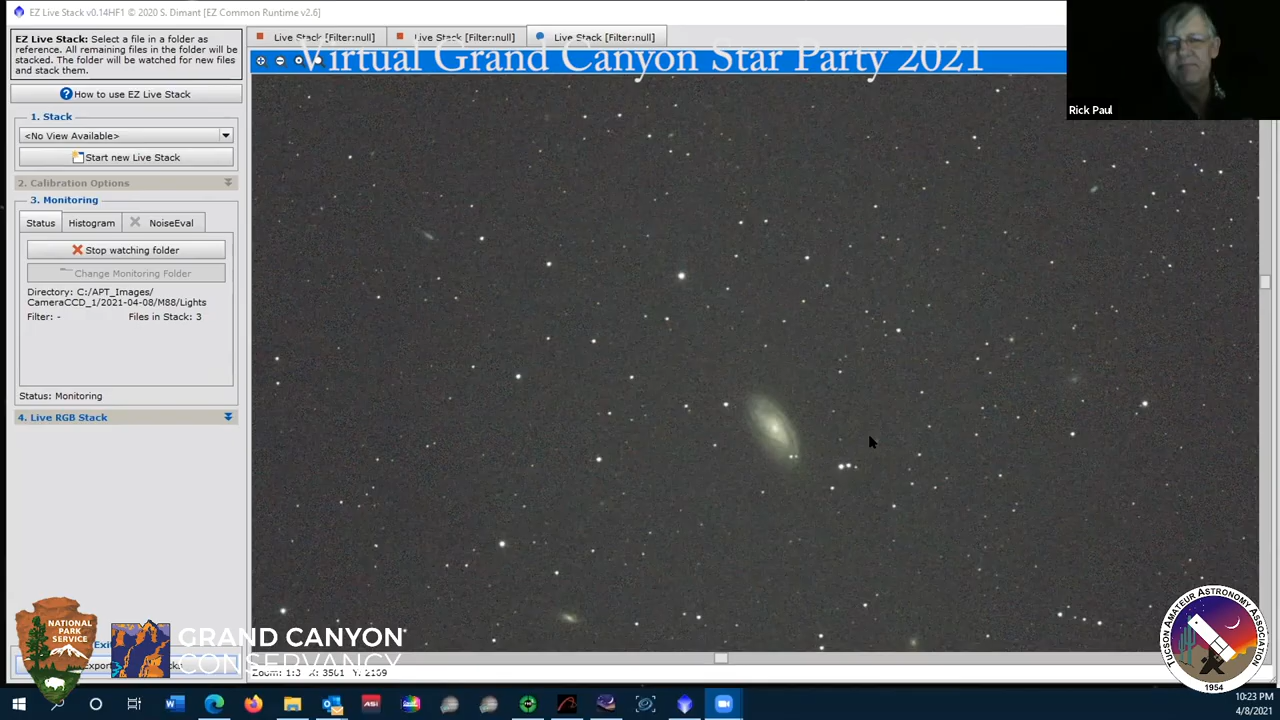 EZ Live Stack v0.14HF1 © 2020 S. Dimant [EZ Common Runtime v2.6]
EZ Live Stack: Select a file in a folder as
reference. All remaining files in the folder will be
stacked. The folder will be watched for new files
and stack them.
How to use EZ Live Stack
1. Stack
<No View Available>
Start new Live Stack
2. Calibration Options
3. Monitoring
Status Histogram NoiseEval
Stop watching folder
Change Monitoring Folder
Directory: C:/APT_Images/
CameraCCD_1/2021-04-08/M88/Lights
Filter: - Files in Stack: 3
Status: Monitoring
4. Live RGB Stack
Live Stack [Filter:null] Live Stack [Filter:null] Live Stack [Filter:null]
Virtual Grand Canyon Star Party 2021
Rick Paul
NATIONAL
PARK
SERVICE
GRAND CANYON
CONSERVANCY
Zoom: 1:3 X: 3501 Y: 2109
TUCSON AMATEUR ASTRONOMY ASSOCIATION
1954
ASI
10:23 PM
4/8/2021